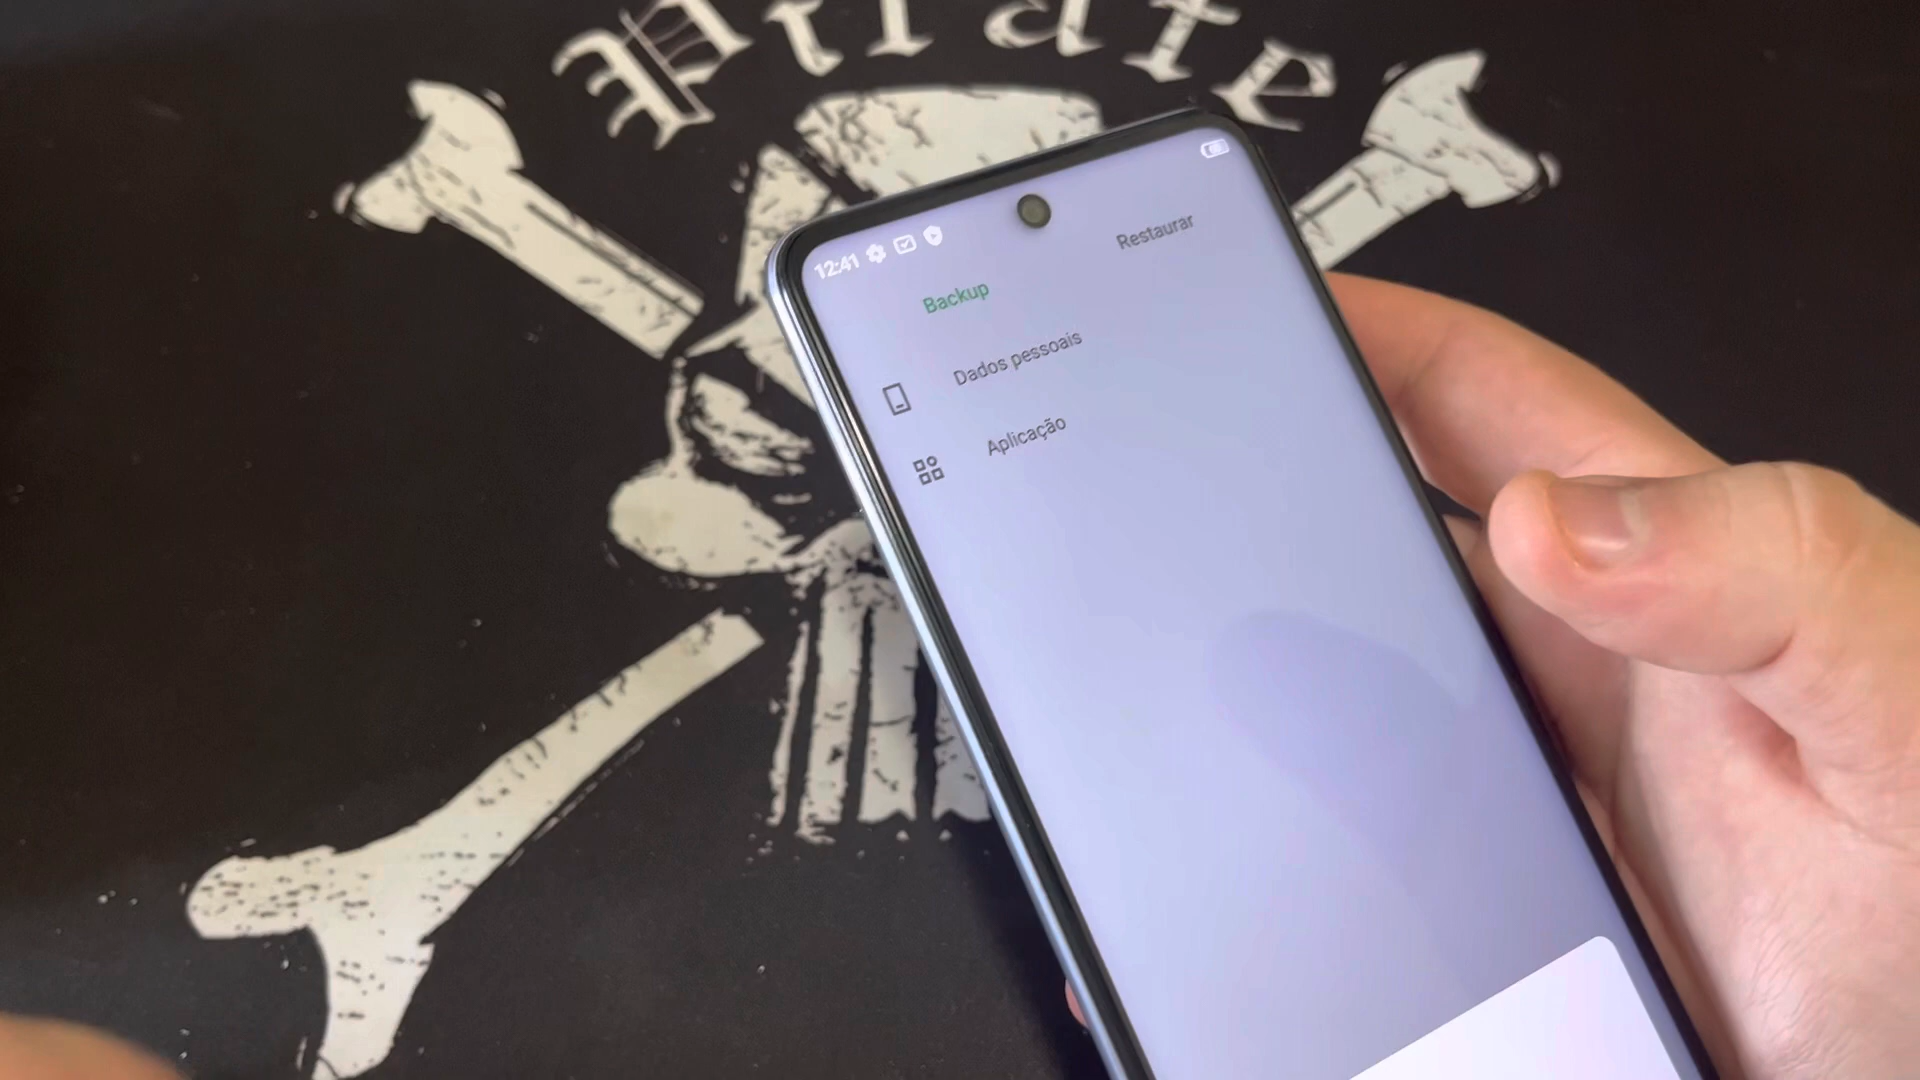 Pirate
12:41
Backup
Restaurar
Dados pessoais
Aplicação